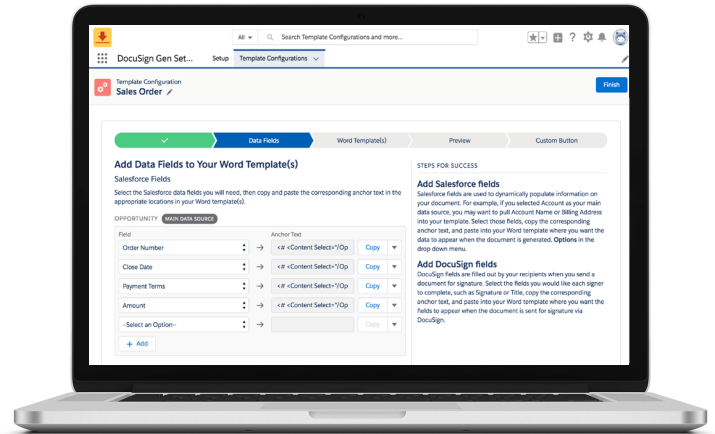 All
Search Template Configurations and more...
DocuSign Gen Set...
Setup
Template Configurations
Template Configuration
Sales Order
Finish
Data Fields
Word Template(s)
Preview
Custom Button
Add Data Fields to Your Word Template(s)
Salesforce Fields
Select the Salesforce data fields you will need, then copy and paste the corresponding anchor text in the
appropriate locations in your Word template(s).
OPPORTUNITY
MAIN DATA SOURCE
Field
Anchor Text
Order Number
<# <Content Select="/Op
Copy
Close Date
<# <Content Select="/Op
Copy
Payment Terms
<# <Content Select="/Op
Copy
Amount
<# <Content Select="/Op
Copy
--Select an Option--
Copy
+ Add
STEPS FOR SUCCESS
Add Salesforce fields
Salesforce fields are used to dynamically populate information on
your document. For example, if you selected Account as your main
data source, you may want to pull Account Name or Billing Address
into your template. Select those fields, copy the corresponding
anchor text, and paste into your Word template where you want the
data to appear when the document is generated. Options in the
drop down menu.
Add DocuSign fields
DocuSign fields are filled out by your recipients when you send a
document for signature. Select the fields you would like each signer
to complete, such as Signature or Title, copy the corresponding
anchor text, and paste into your Word template where you want the
fields to appear when the document is sent for signature via
DocuSign.